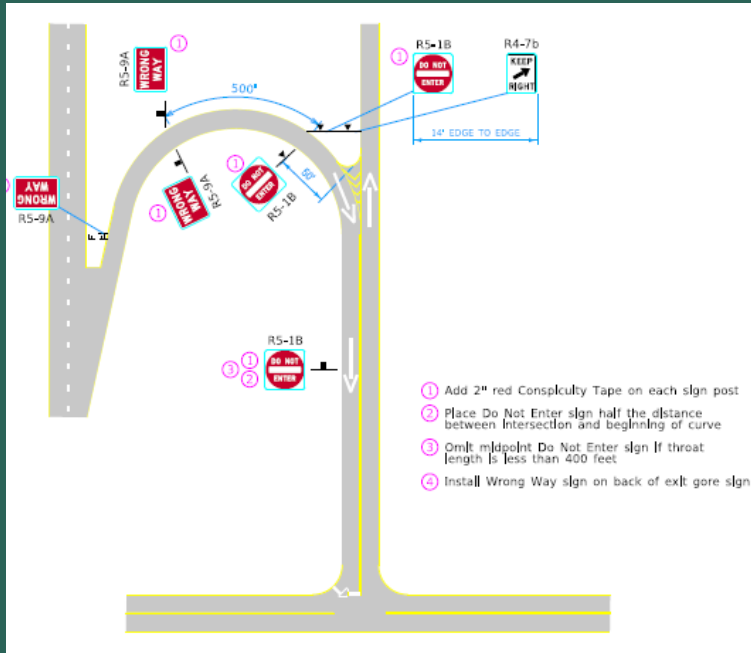 R5-9A
WRONG
WAY
1
500'
1
R5-1B
DO NOT
ENTER
R4-7b
KEEP
RIGHT
14' EDGE TO EDGE
WRONG
WAY
R5-9A
1
WRONG
WAY
R5-9A
1
DO NOT
ENTER
R5-1B
R5-1B
1
3
2
DO NOT
ENTER
1 Add 2" red Conspicuity Tape on each sign post
2 Place Do Not Enter sign half the distance
between intersection and beginning of curve
3 Omit midpoint Do Not Enter sign if throat
length is less than 400 feet
4 Install Wrong Way sign on back of exit gore sign